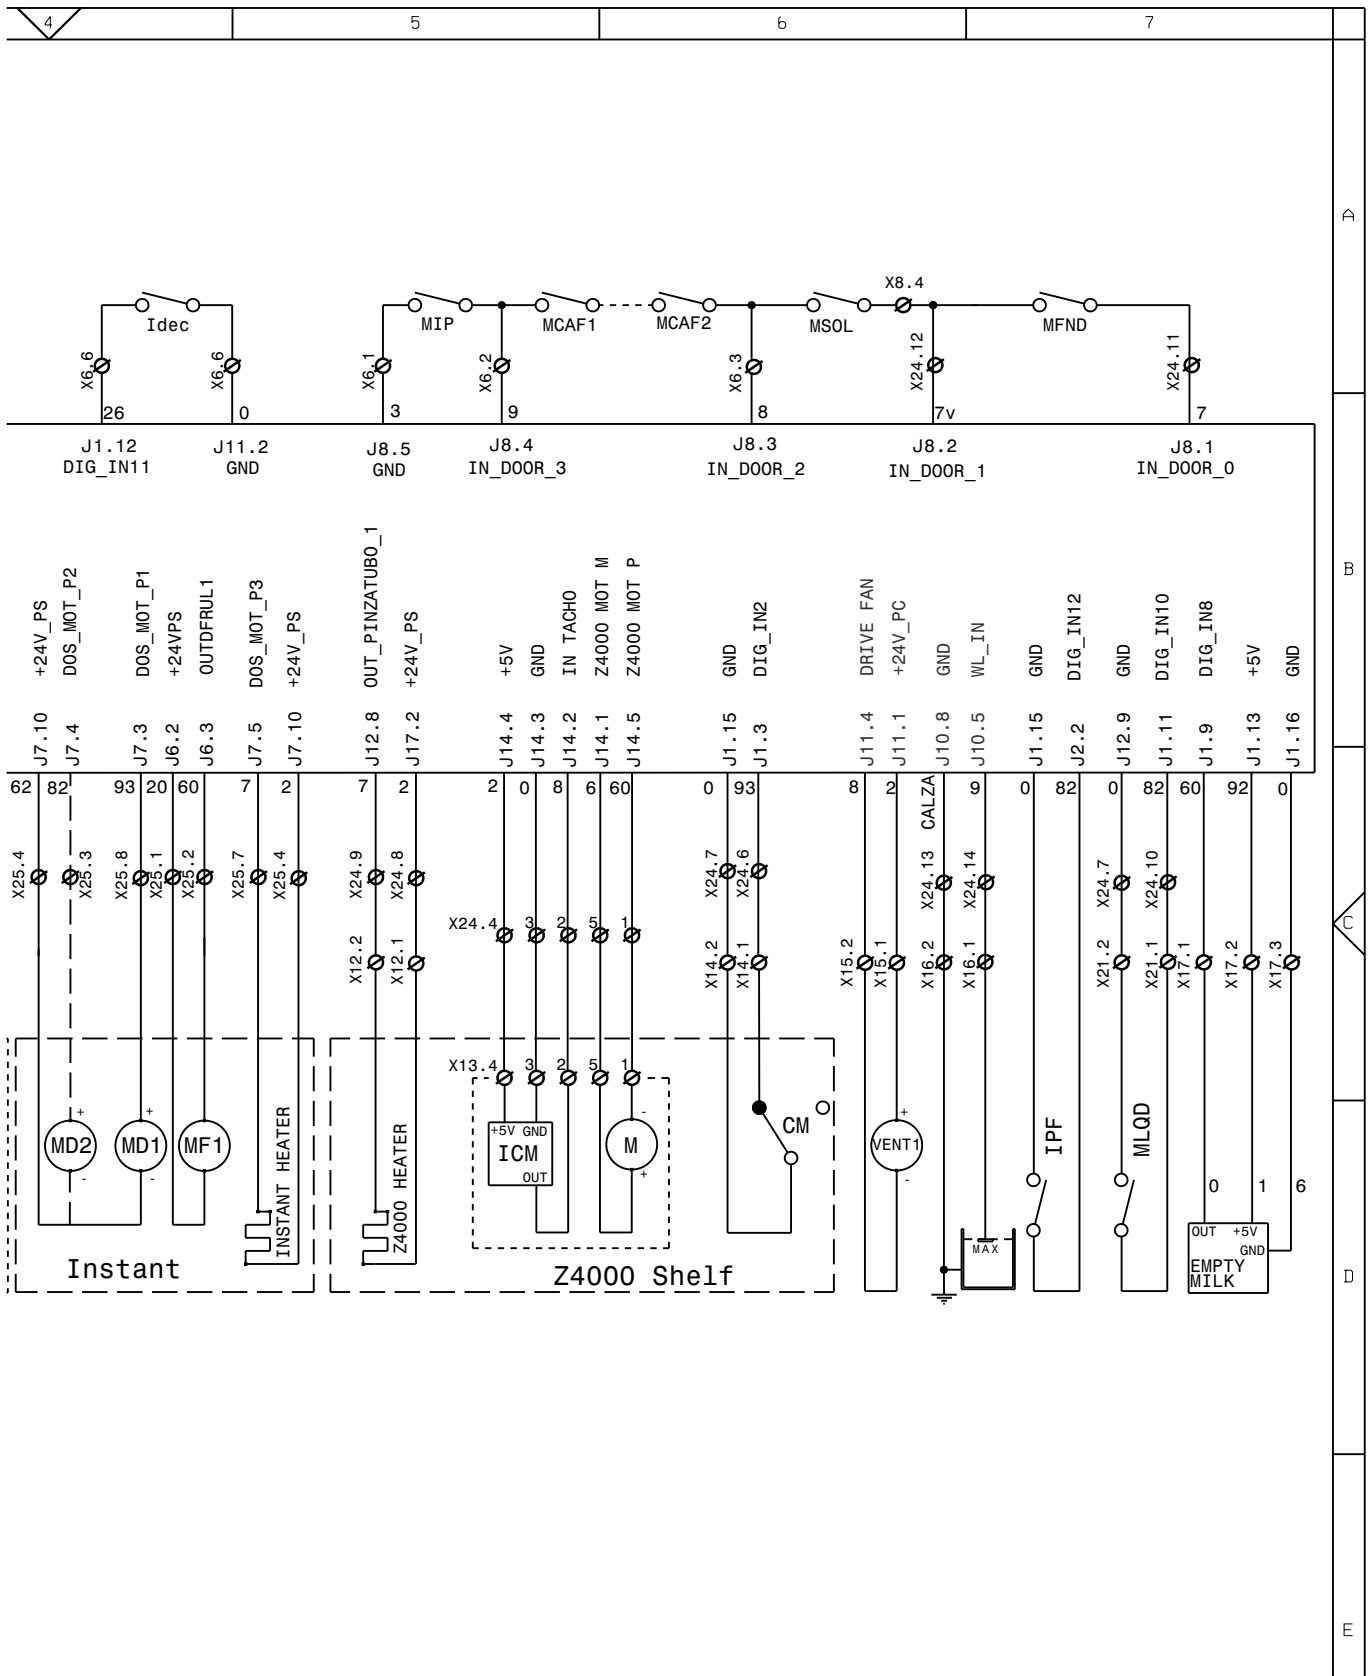 4 5 6 7
A
X8.4
Idec MIP MCAF1 MCAF2 MSOL MFND
X6.6 X6.6 X6.1 X6.2 X6.3 X24.12 X24.11
26 0 3 9 8 7v 7
J1.12 J11.2 J8.5 J8.4 J8.3 J8.2 J8.1
DIG_IN11 GND GND IN_DOOR_3 IN_DOOR_2 IN_DOOR_1 IN_DOOR_0
B
+24V_PS DOS_MOT_P2 DOS_MOT_P1 +24VPS OUTDFRUL1 DOS_MOT_P3 +24V_PS OUT_PINZATUBO_1 +24V_PS +5V GND IN TACHO Z4000 MOT M Z4000 MOT P GND DIG_IN2 DRIVE FAN +24V_PC GND WL_IN GND DIG_IN12 GND DIG_IN10 DIG_IN8 +5V GND
J7.10 J7.4 J7.3 J6.2 J6.3 J7.5 J7.10 J12.8 J17.2 J14.4 J14.3 J14.2 J14.1 J14.5 J1.15 J1.3 J11.4 J11.1 J10.8 J10.5 J1.15 J2.2 J12.9 J1.11 J1.9 J1.13 J1.16
62 82 93 20 60 7 2 7 2 2 0 8 6 60 0 93 8 2 CALZA 9 0 82 0 82 60 92 0
X25.4 X25.3 X25.8 X25.1 X25.2 X25.7 X25.4 X24.9 X24.8 X24.7 X24.6 X24.13 X24.14 X24.7 X24.10
C
X24.4 3 2 5 1
X12.2 X12.1 X14.2 X14.1 X15.2 X15.1 X16.2 X16.1 X21.2 X21.1 X17.1 X17.2 X17.3
X13.4 3 2 5 1
+ + - +
MD2 MD1 MF1 INSTANT HEATER Z4000 HEATER
+5V GND
ICM
OUT
M
CM
VENT1
IPF MLQD
- - + -
0 1 6
MAX
OUT +5V
GND
EMPTY
MILK
Instant
Z4000 Shelf
D
E